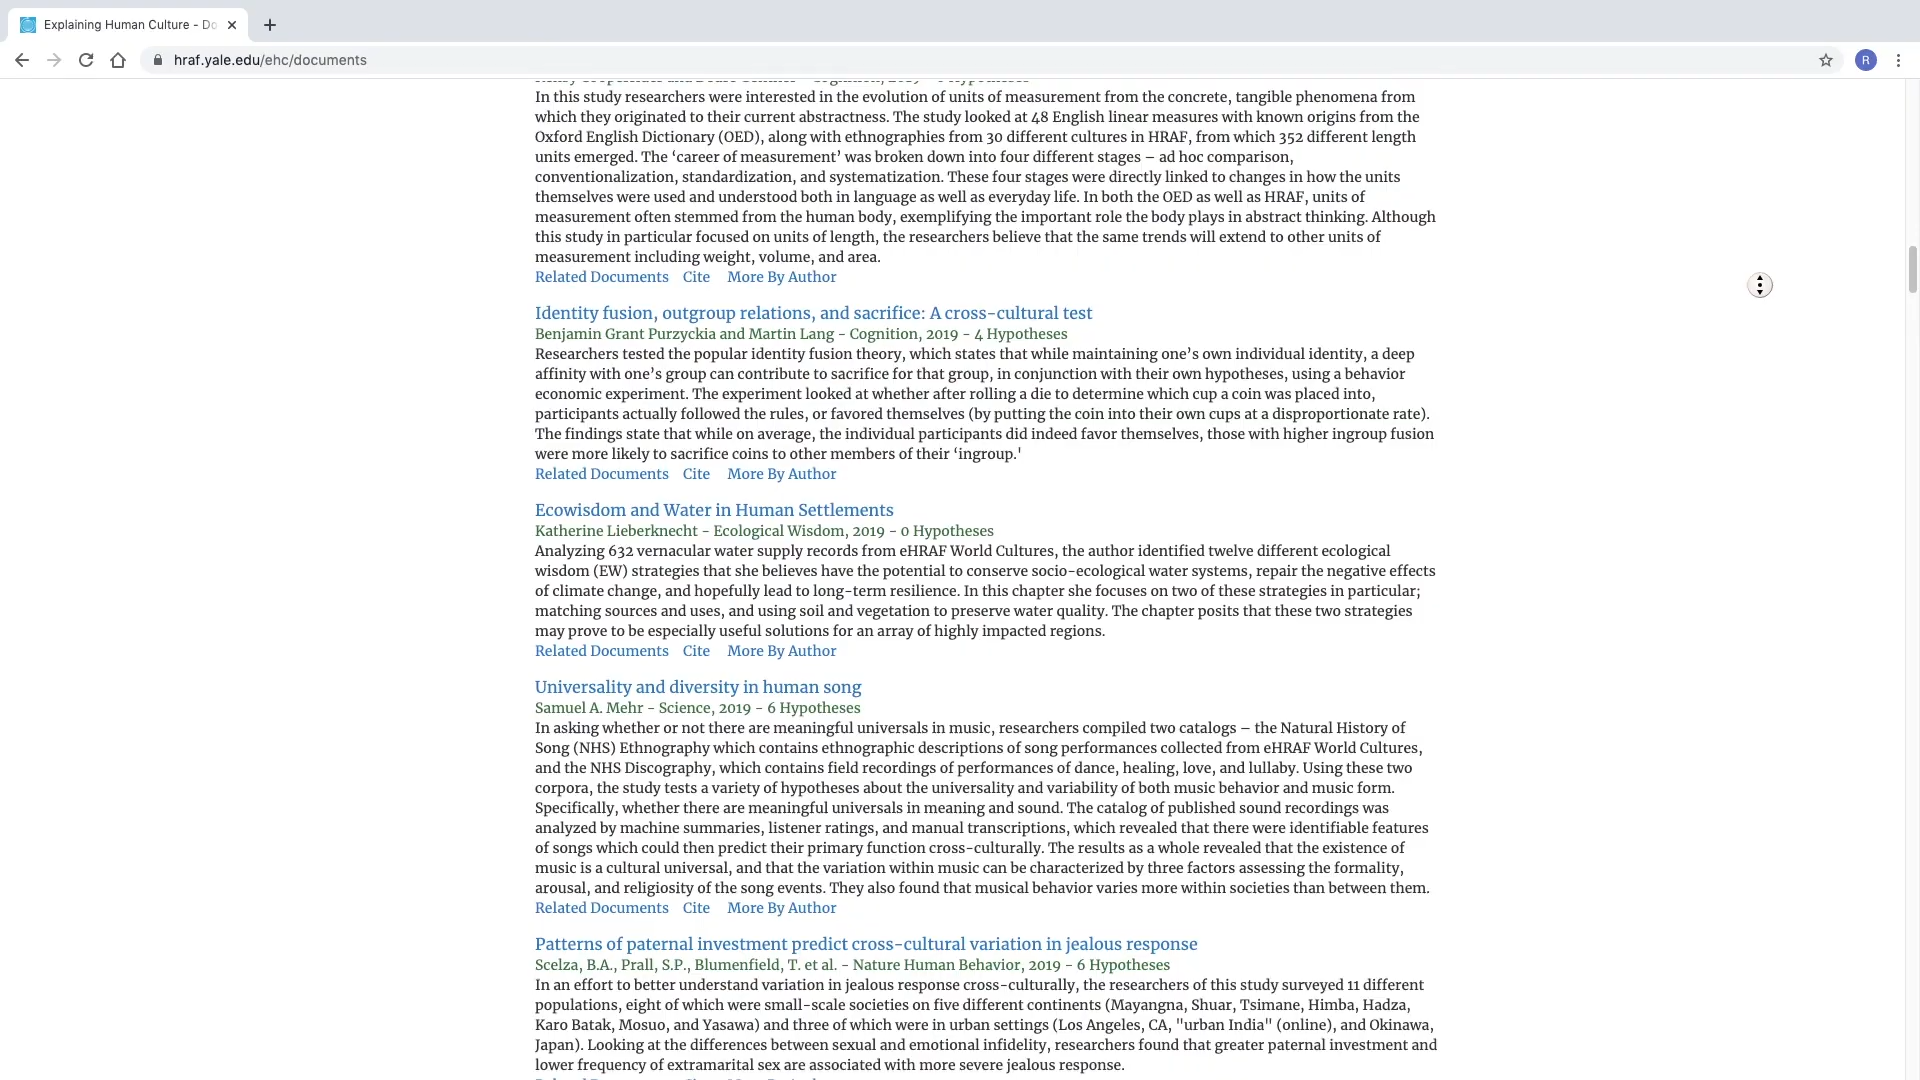 Explaining Human Culture - Do
hraf.yale.edu/ehc/documents
R
In this study researchers were interested in the evolution of units of measurement from the concrete, tangible phenomena from
which they originated to their current abstractness. The study looked at 48 English linear measures with known origins from the
Oxford English Dictionary (OED), along with ethnographies from 30 different cultures in HRAF, from which 352 different length
units emerged. The ‘career of measurement’ was broken down into four different stages – ad hoc comparison,
conventionalization, standardization, and systematization. These four stages were directly linked to changes in how the units
themselves were used and understood both in language as well as everyday life. In both the OED as well as HRAF, units of
measurement often stemmed from the human body, exemplifying the important role the body plays in abstract thinking. Although
this study in particular focused on units of length, the researchers believe that the same trends will extend to other units of
measurement including weight, volume, and area.
Related Documents Cite More By Author
Identity fusion, outgroup relations, and sacrifice: A cross-cultural test
Benjamin Grant Purzyckia and Martin Lang - Cognition, 2019 - 4 Hypotheses
Researchers tested the popular identity fusion theory, which states that while maintaining one’s own individual identity, a deep
affinity with one’s group can contribute to sacrifice for that group, in conjunction with their own hypotheses, using a behavior
economic experiment. The experiment looked at whether after rolling a die to determine which cup a coin was placed into,
participants actually followed the rules, or favored themselves (by putting the coin into their own cups at a disproportionate rate).
The findings state that while on average, the individual participants did indeed favor themselves, those with higher ingroup fusion
were more likely to sacrifice coins to other members of their ‘ingroup.'
Related Documents Cite More By Author
Ecowisdom and Water in Human Settlements
Katherine Lieberknecht - Ecological Wisdom, 2019 - 0 Hypotheses
Analyzing 632 vernacular water supply records from eHRAF World Cultures, the author identified twelve different ecological
wisdom (EW) strategies that she believes have the potential to conserve socio-ecological water systems, repair the negative effects
of climate change, and hopefully lead to long-term resilience. In this chapter she focuses on two of these strategies in particular;
matching sources and uses, and using soil and vegetation to preserve water quality. The chapter posits that these two strategies
may prove to be especially useful solutions for an array of highly impacted regions.
Related Documents Cite More By Author
Universality and diversity in human song
Samuel A. Mehr - Science, 2019 - 6 Hypotheses
In asking whether or not there are meaningful universals in music, researchers compiled two catalogs – the Natural History of
Song (NHS) Ethnography which contains ethnographic descriptions of song performances collected from eHRAF World Cultures,
and the NHS Discography, which contains field recordings of performances of dance, healing, love, and lullaby. Using these two
corpora, the study tests a variety of hypotheses about the universality and variability of both music behavior and music form.
Specifically, whether there are meaningful universals in meaning and sound. The catalog of published sound recordings was
analyzed by machine summaries, listener ratings, and manual transcriptions, which revealed that there were identifiable features
of songs which could then predict their primary function cross-culturally. The results as a whole revealed that the existence of
music is a cultural universal, and that the variation within music can be characterized by three factors assessing the formality,
arousal, and religiosity of the song events. They also found that musical behavior varies more within societies than between them.
Related Documents Cite More By Author
Patterns of paternal investment predict cross-cultural variation in jealous response
Scelza, B.A., Prall, S.P., Blumenfield, T. et al. - Nature Human Behavior, 2019 - 6 Hypotheses
In an effort to better understand variation in jealous response cross-culturally, the researchers of this study surveyed 11 different
populations, eight of which were small-scale societies on five different continents (Mayangna, Shuar, Tsimane, Himba, Hadza,
Karo Batak, Mosuo, and Yasawa) and three of which were in urban settings (Los Angeles, CA, "urban India" (online), and Okinawa,
Japan). Looking at the differences between sexual and emotional infidelity, researchers found that greater paternal investment and
lower frequency of extramarital sex are associated with more severe jealous response.